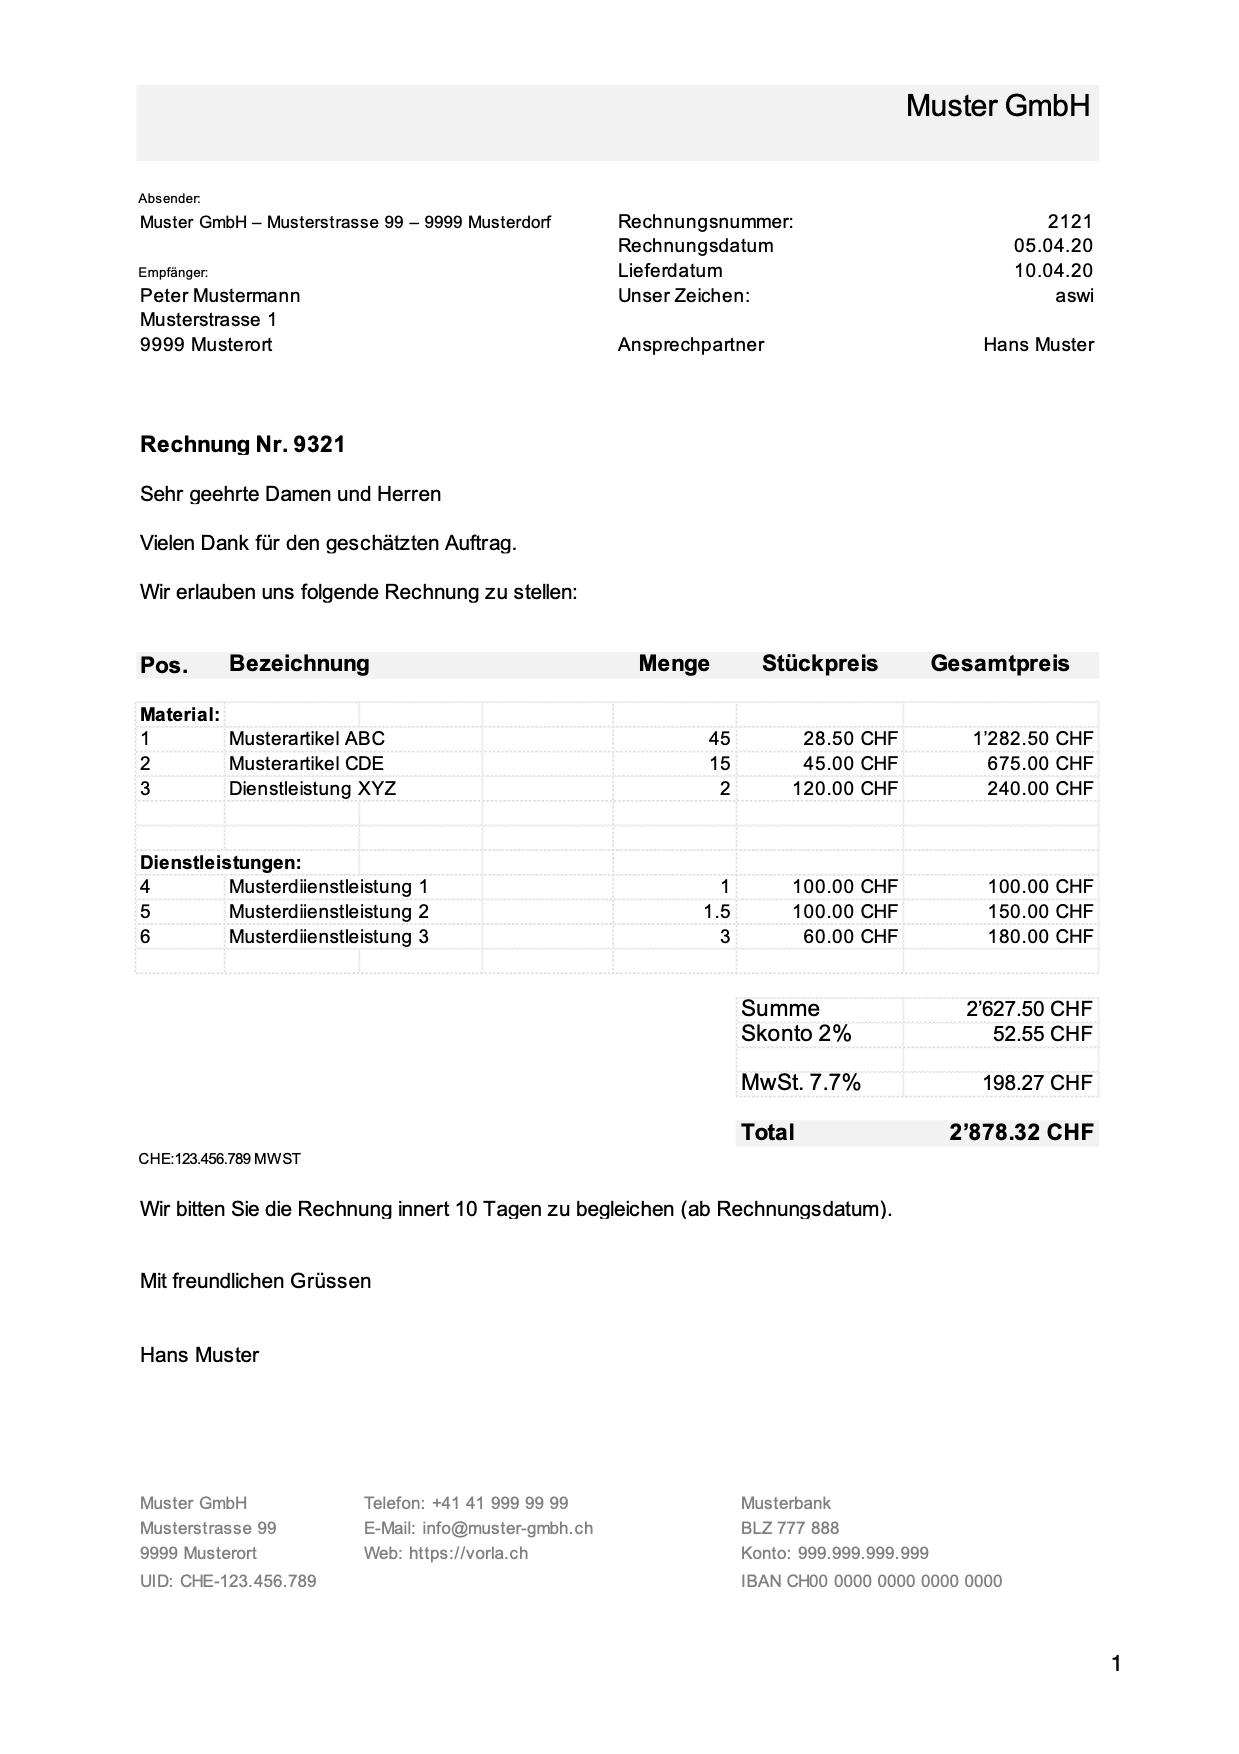 Muster GmbH
Absender:
Muster GmbH – Musterstrasse 99 – 9999 Musterdorf
Rechnungsnummer: 2121
Rechnungsdatum 05.04.20
Empfänger:
Lieferdatum 10.04.20
Peter Mustermann
Unser Zeichen: aswi
Musterstrasse 1
9999 Musterort
Ansprechpartner Hans Muster
Rechnung Nr. 9321
Sehr geehrte Damen und Herren
Vielen Dank für den geschätzten Auftrag.
Wir erlauben uns folgende Rechnung zu stellen:
Pos. Bezeichnung Menge Stückpreis Gesamtpreis
Material:
1 Musterartikel ABC 45 28.50 CHF 1’282.50 CHF
2 Musterartikel CDE 15 45.00 CHF 675.00 CHF
3 Dienstleistung XYZ 2 120.00 CHF 240.00 CHF
Dienstleistungen:
4 Musterdiienstleistung 1 1 100.00 CHF 100.00 CHF
5 Musterdiienstleistung 2 1.5 100.00 CHF 150.00 CHF
6 Musterdiienstleistung 3 3 60.00 CHF 180.00 CHF
Summe 2’627.50 CHF
Skonto 2% 52.55 CHF
MwSt. 7.7% 198.27 CHF
Total 2’878.32 CHF
CHE:123.456.789 MWST
Wir bitten Sie die Rechnung innert 10 Tagen zu begleichen (ab Rechnungsdatum).
Mit freundlichen Grüssen
Hans Muster
Muster GmbH Telefon: +41 41 999 99 99 Musterbank
Musterstrasse 99 E-Mail: info@muster-gmbh.ch BLZ 777 888
9999 Musterort Web: https://vorla.ch Konto: 999.999.999.999
UID: CHE-123.456.789 IBAN CH00 0000 0000 0000 0000
1